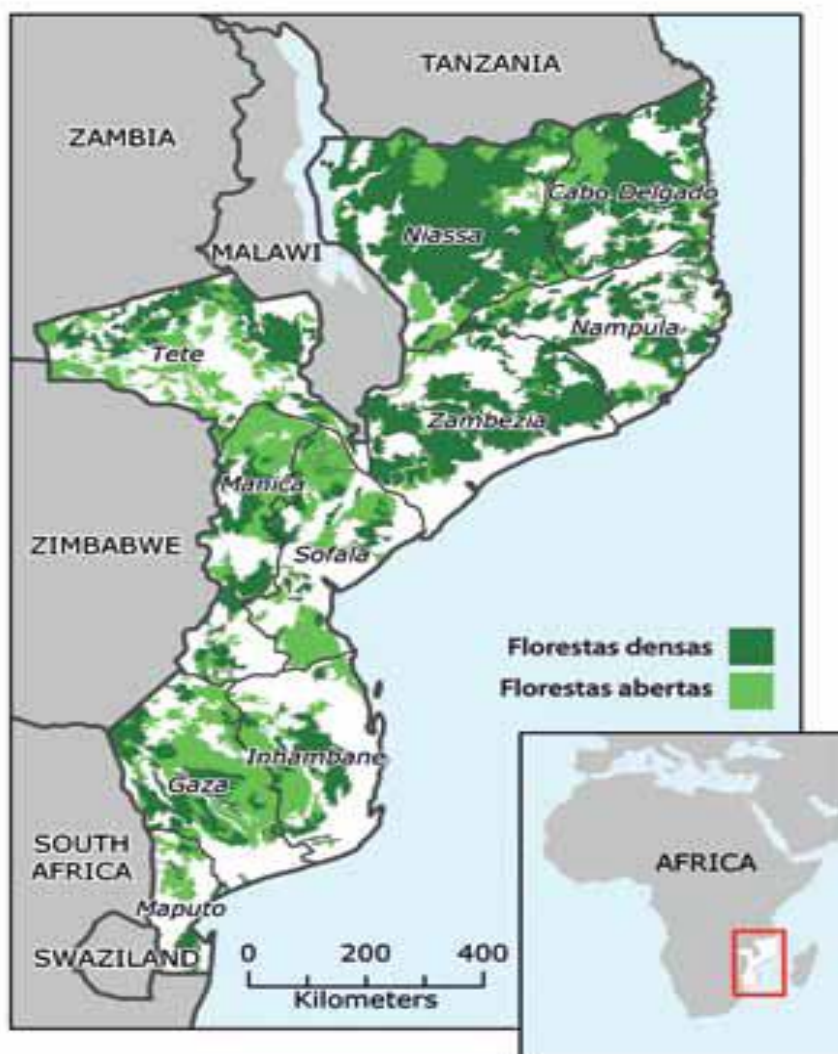 TANZANIA
ZAMBIA
Cabo Delgado
Niassa
MALAWI
Nampula
Tete
Zambezia
Manica
ZIMBABWE
Sofala
Florestas densas
Florestas abertas
Inhambane
Gaza
SOUTH
AFRICA
AFRICA
Maputo
SWAZILAND
0 200 400
Kilometers